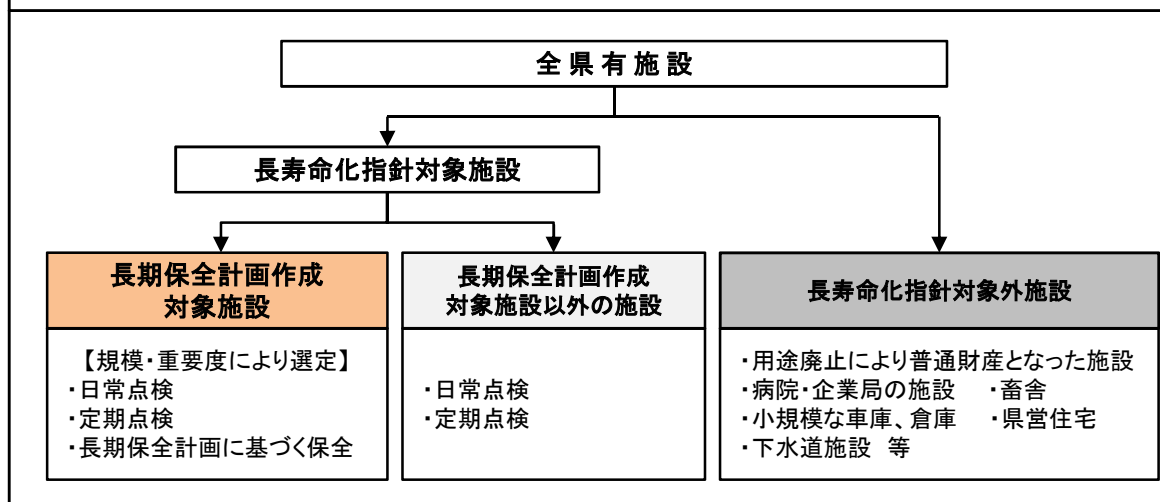 全県有施設
長寿命化指針対象施設
長期保全計画作成
対象施設
【規模・重要度により選定】
・日常点検
・定期点検
・長期保全計画に基づく保全
長期保全計画作成
対象施設以外の施設
・日常点検
・定期点検
長寿命化指針対象外施設
・用途廃止により普通財産となった施設
・病院・企業局の施設　・畜舎
・小規模な車庫、倉庫　・県営住宅
・下水道施設　等